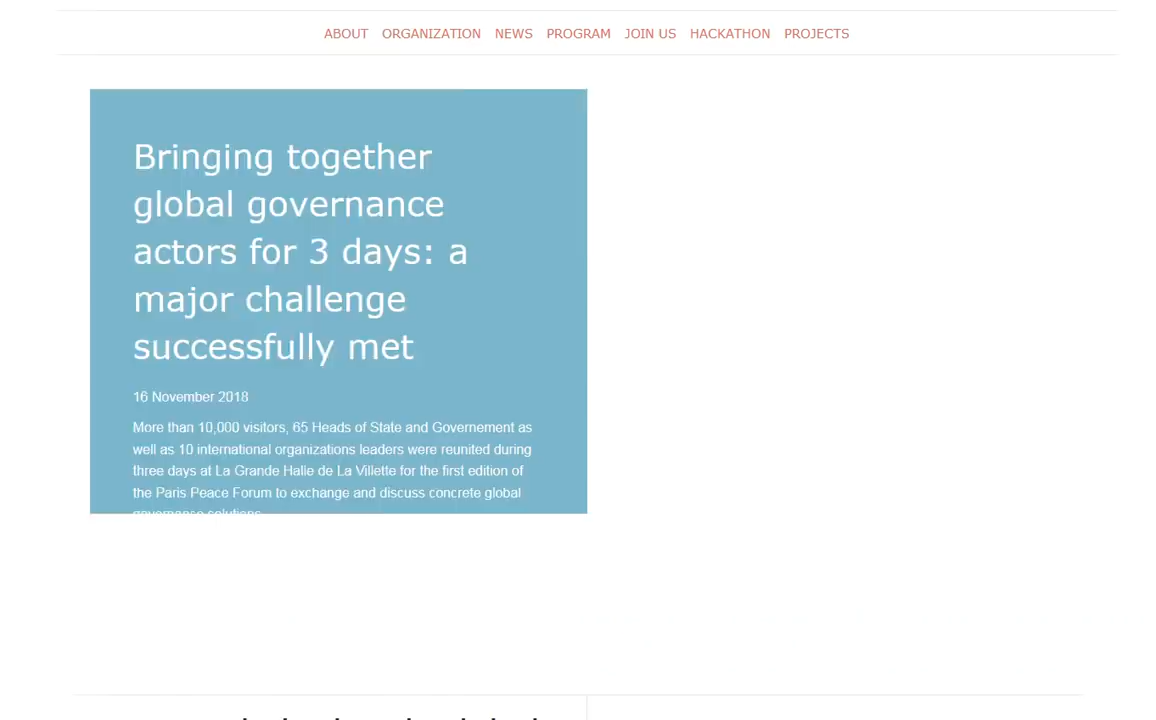 ABOUT ORGANIZATION NEWS PROGRAM JOIN US HACKATHON PROJECTS
Bringing together
global governance
actors for 3 days: a
major challenge
successfully met
16 November 2018
More than 10,000 visitors, 65 Heads of State and Governement as
well as 10 international organizations leaders were reunited during
three days at La Grande Halle de La Villette for the first edition of
the Paris Peace Forum to exchange and discuss concrete global
governance solutions.